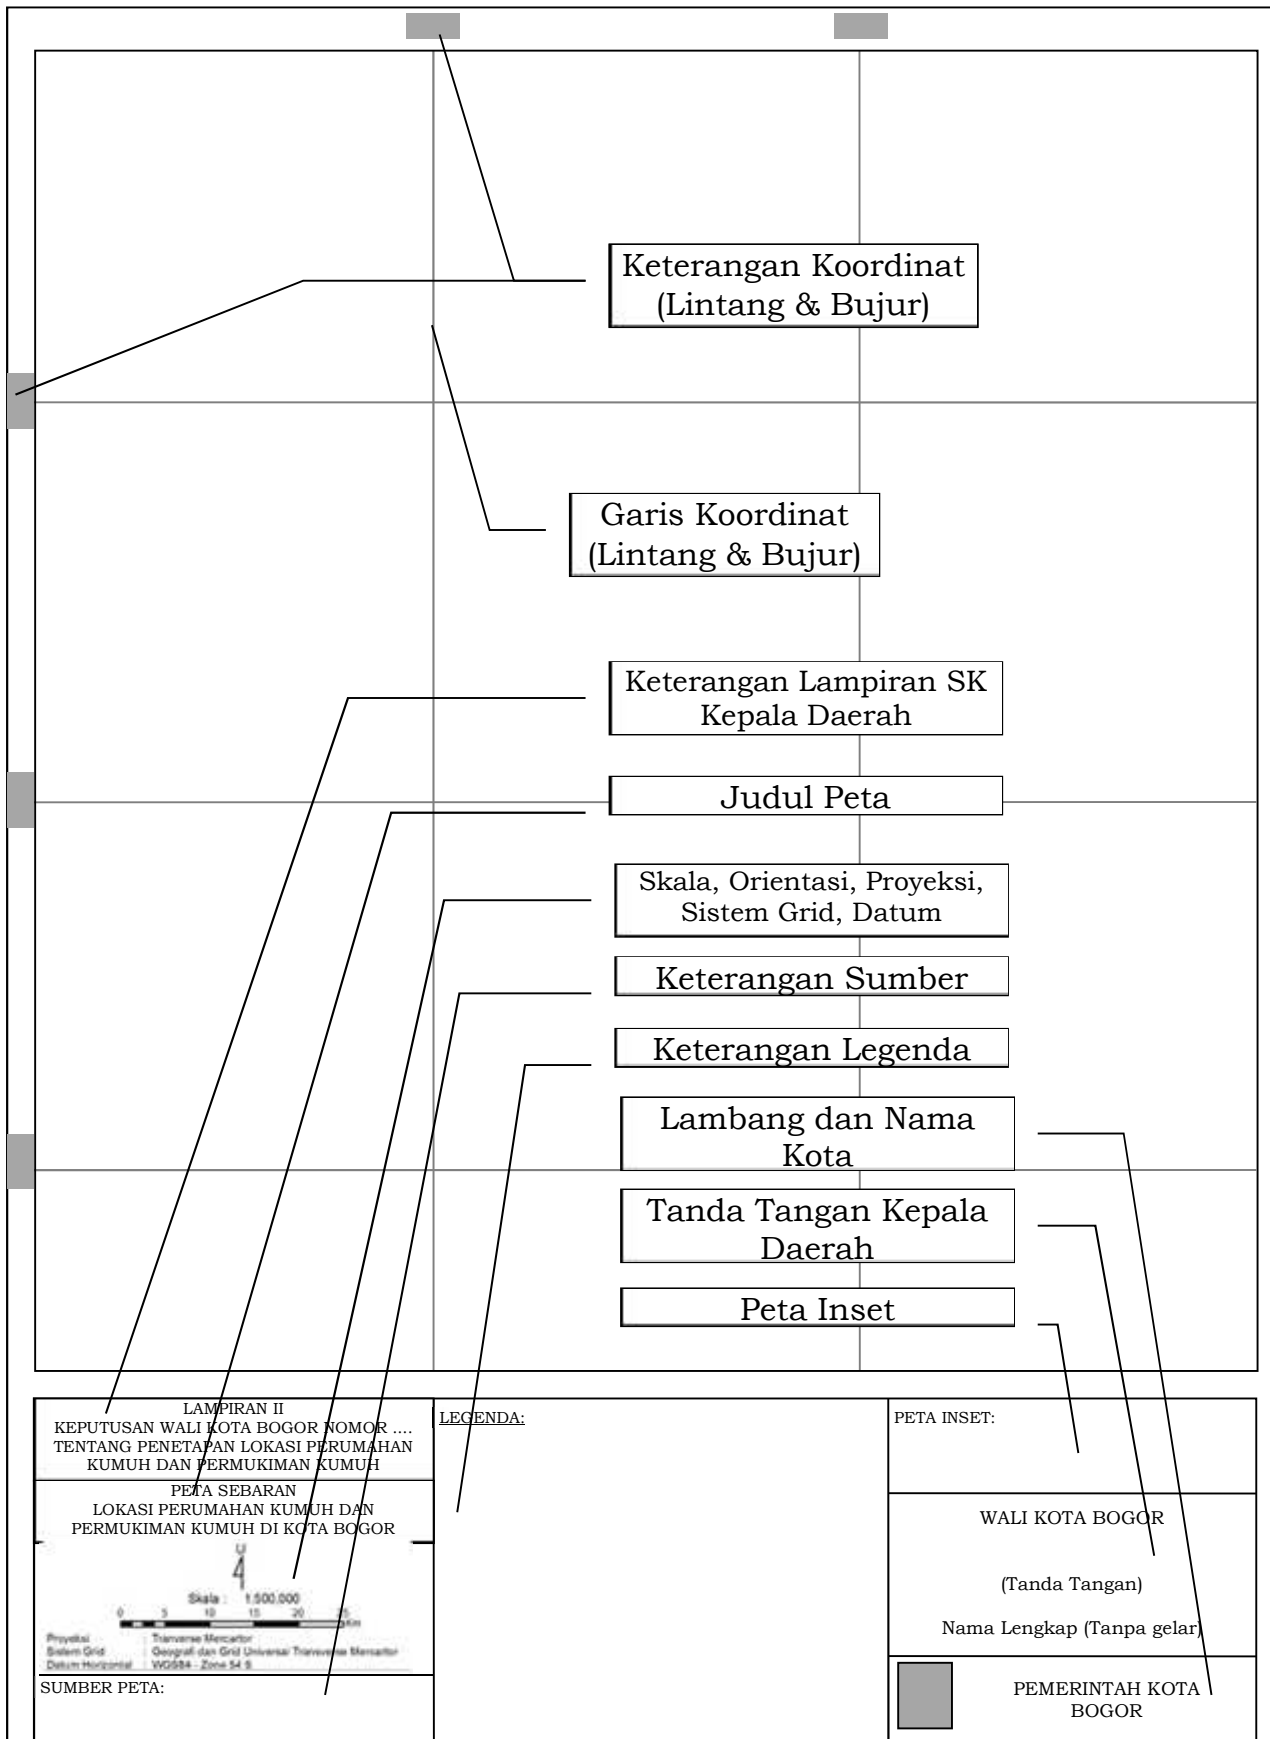 Keterangan Koordinat
(Lintang & Bujur)
Garis Koordinat
(Lintang & Bujur)
Keterangan Lampiran SK
Kepala Daerah
Judul Peta
Skala, Orientasi, Proyeksi,
Sistem Grid, Datum
Keterangan Sumber
Keterangan Legenda
Lambang dan Nama
Kota
Tanda Tangan Kepala
Daerah
Peta Inset
LAMPIRAN II
KEPUTUSAN WALI KOTA BOGOR NOMOR ....
TENTANG PENETAPAN LOKASI PERUMAHAN
KUMUH DAN PERMUKIMAN KUMUH
PETA SEBARAN
LOKASI PERUMAHAN KUMUH DAN
PERMUKIMAN KUMUH DI KOTA BOGOR
U
Skala : 1:500.000
0 5 10 15 20 25
Km
Proyeksi : Tranverse Mercartor
Sistem Grid : Geografi dan Grid Universal Tranverse Mercartor
Datum Horizontal : WGS84 - Zone 54 S
SUMBER PETA:
LEGENDA:
PETA INSET:
WALI KOTA BOGOR
(Tanda Tangan)
Nama Lengkap (Tanpa gelar)
PEMERINTAH KOTA
BOGOR